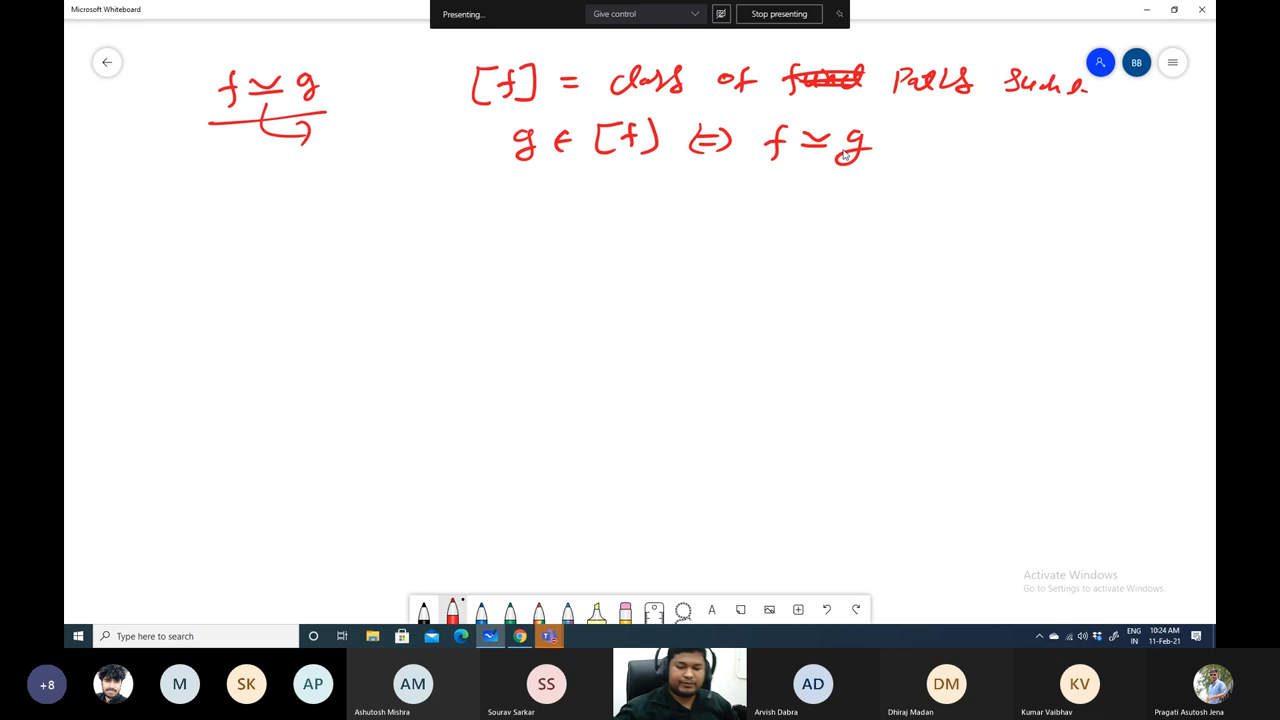 Microsoft Whiteboard
Presenting...
Give control
Stop presenting
BB
f ≃ g
[f] = class of Paths such
g ∈ [f] ⇔ f ≃ g
Activate Windows
Go to Settings to activate Windows.
A
Type here to search
ENG
IN
10:24 AM
11-Feb-21
+8
M
SK
AP
AM
SS
AD
DM
KV
Ashutosh Mishra
Sourav Sarkar
Arvish Dabra
Dhiraj Madan
Kumar Vaibhav
Pragati Asutosh Jena